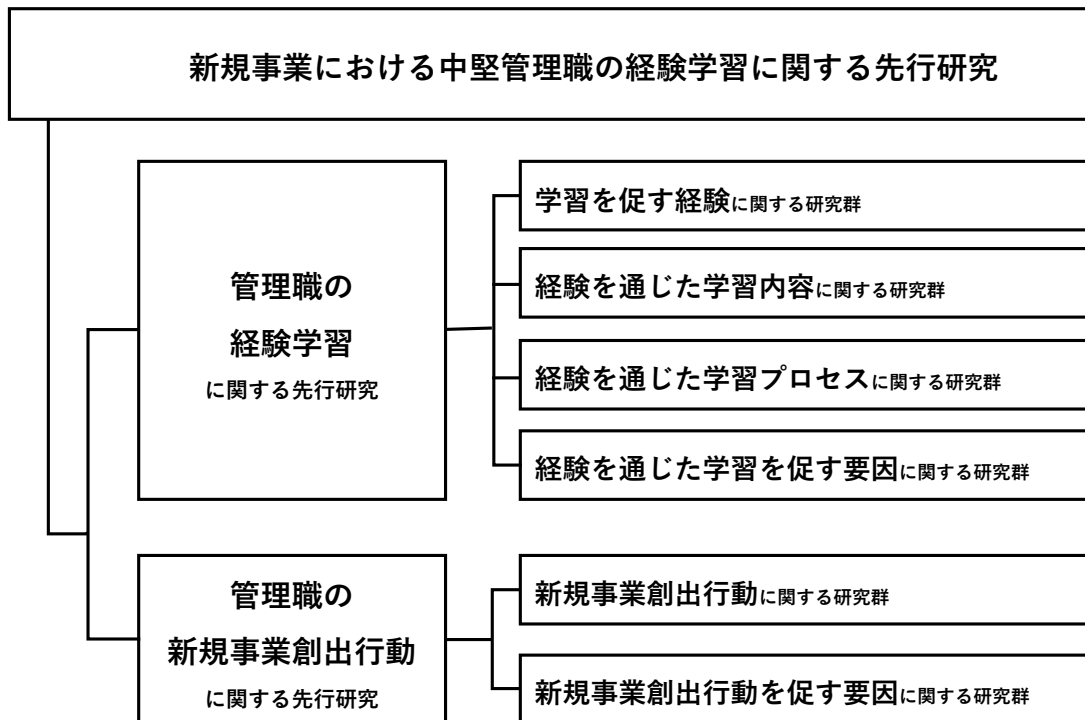 新規事業における中堅管理職の経験学習に関する先行研究
管理職の
経験学習
に関する先行研究
学習を促す経験に関する研究群
経験を通じた学習内容に関する研究群
経験を通じた学習プロセスに関する研究群
経験を通じた学習を促す要因に関する研究群
管理職の
新規事業創出行動
に関する先行研究
新規事業創出行動に関する研究群
新規事業創出行動を促す要因に関する研究群